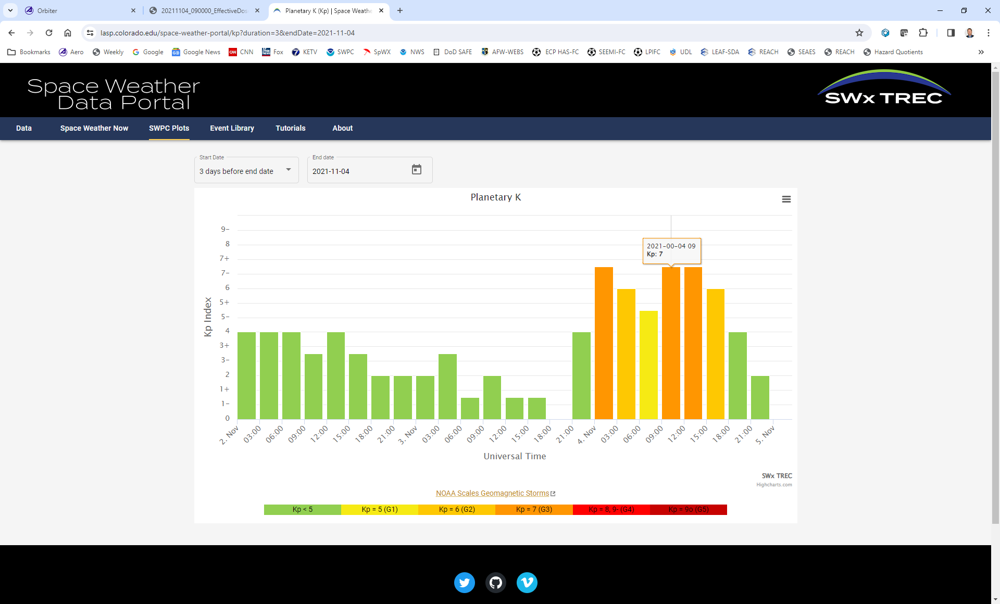 Orbiter
20211104_090000_EffectiveDos
Planetary K (Kp) | Space Weathe
lasp.colorado.edu/space-weather-portal/kp?duration=3&endDate=2021-11-04
Bookmarks Aero Weekly Google Google News CNN Fox KETV SWPC SpWX NWS DoD SAFE AFW-WEBS ECP HAS-FC SEEMI-FC LPIFC UDL LEAF-SDA REACH SEAES REACH Hazard Quotients »
Space Weather
Data Portal
SWx TREC
Data Space Weather Now SWPC Plots Event Library Tutorials About
Start Date
3 days before end date
End date
2021-11-04
Planetary K
2021-00-04 09
Kp: 7
Kp Index
9-
8
7+
7-
6
5+
5-
4
3+
3-
2
1+
1-
0
2. Nov 03:00 06:00 09:00 12:00 15:00 18:00 21:00 3. Nov 03:00 06:00 09:00 12:00 15:00 18:00 21:00 4. Nov 03:00 06:00 09:00 12:00 15:00 18:00 21:00 5. Nov
Universal Time
SWx TREC
Highcharts.com
NOAA Scales Geomagnetic Storms
Kp < 5 Kp = 5 (G1) Kp = 6 (G2) Kp = 7 (G3) Kp = 8, 9- (G4) Kp = 9o (G5)